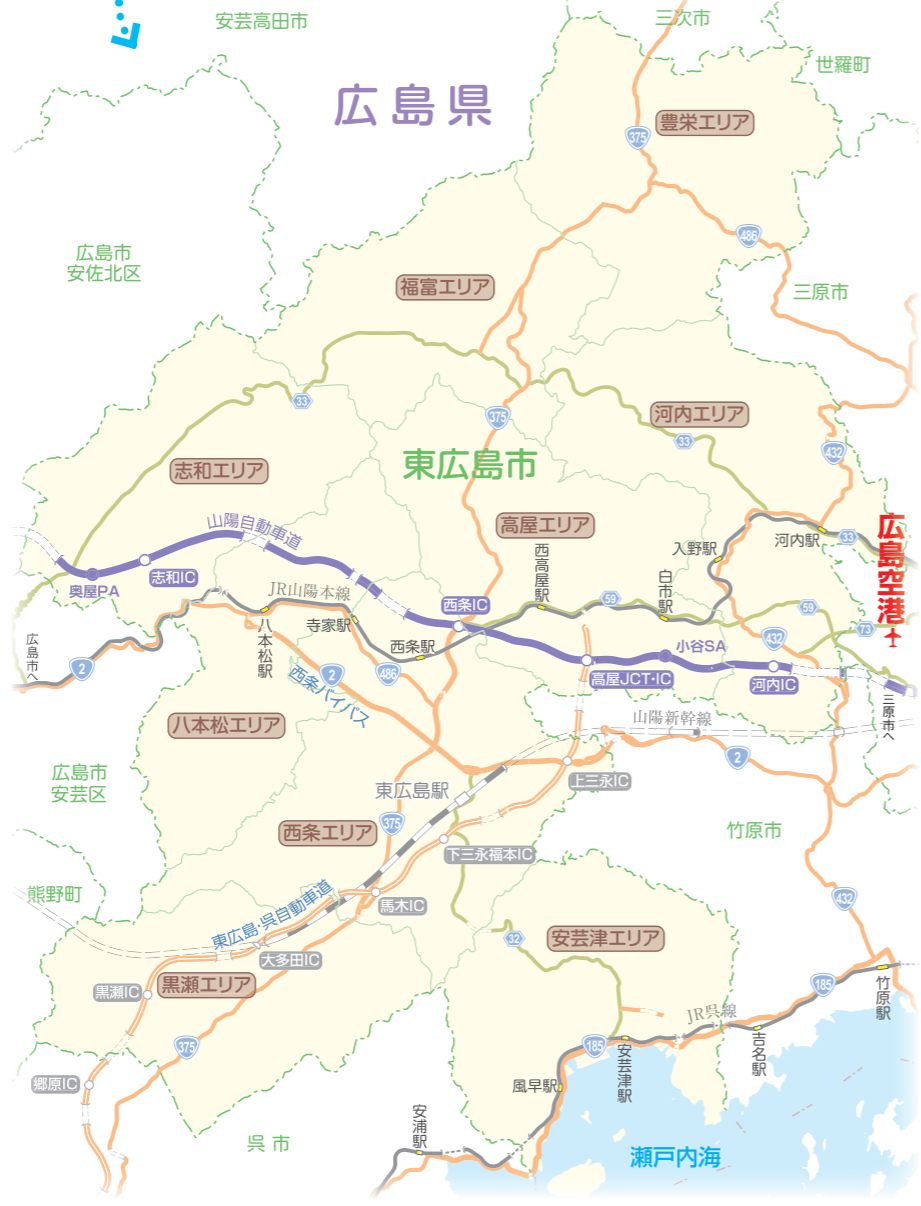 安芸高田市
三次市
世羅町
広島県
豊栄エリア
375
486
広島市
安佐北区
福富エリア
三原市
33
375
河内エリア
33
432
東広島市
志和エリア
高屋エリア
山陽自動車道
西高屋駅
入野駅
河内駅
33
広島空港
奥屋PA
志和IC
JR山陽本線
西条IC
59
白市駅
59
73
広島市へ
2
八本松駅
寺家駅
西条駅
486
2
西条バイパス
432
小谷SA
高屋JCT・IC
河内IC
三原市へ
八本松エリア
山陽新幹線
2
広島市
安芸区
東広島駅
上三永IC
西条エリア
375
下三永福本IC
竹原市
熊野町
馬木IC
432
東広島・呉自動車道
大多田IC
32
安芸津エリア
黒瀬IC
黒瀬エリア
185
竹原駅
JR呉線
吉名駅
375
185
安芸津駅
郷原IC
風早駅
安浦駅
呉市
瀬戸内海